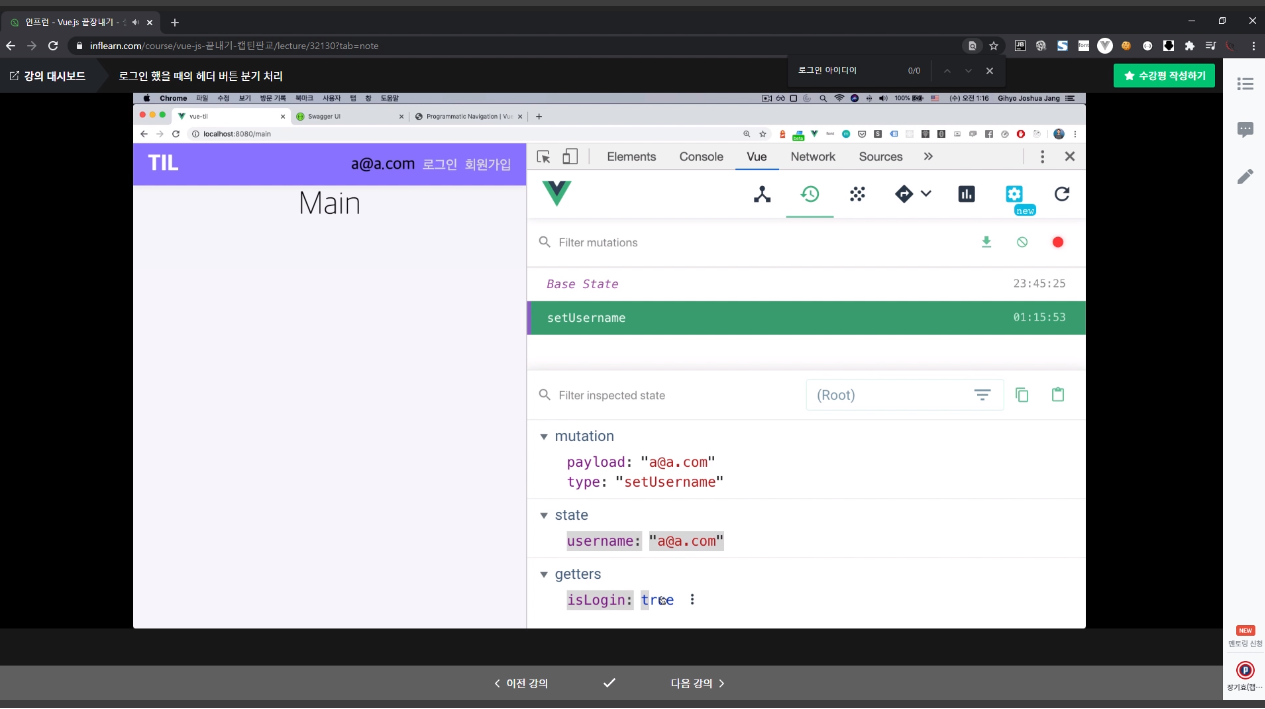 인프런 - Vue.js 끝장내기 -
inflearn.com/course/vue-js-끝내기-캡틴판교/lecture/32130?tab=note
강의 대시보드
로그인 했을 때의 헤더 버튼 분기 처리
로그인 아이디어
0/0
수강평 작성하기
Chrome 파일 수정 보기 방문 기록 북마크 사용자 탭 창 도움말
100% (수) 오전 1:16 Gihyo Joshua Jang
vue-til
Swagger UI
Programmatic Navigation | Vue
localhost:8080/main
TIL
a@a.com 로그인 회원가입
Main
Elements Console Vue Network Sources
new
Filter mutations
Base State 23:45:25
setUsername 01:15:53
Filter inspected state
(Root)
mutation
payload: "a@a.com"
type: "setUsername"
state
username: "a@a.com"
getters
isLogin: true
NEW
멘토링 신청
장기효(캡…
이전 강의
다음 강의